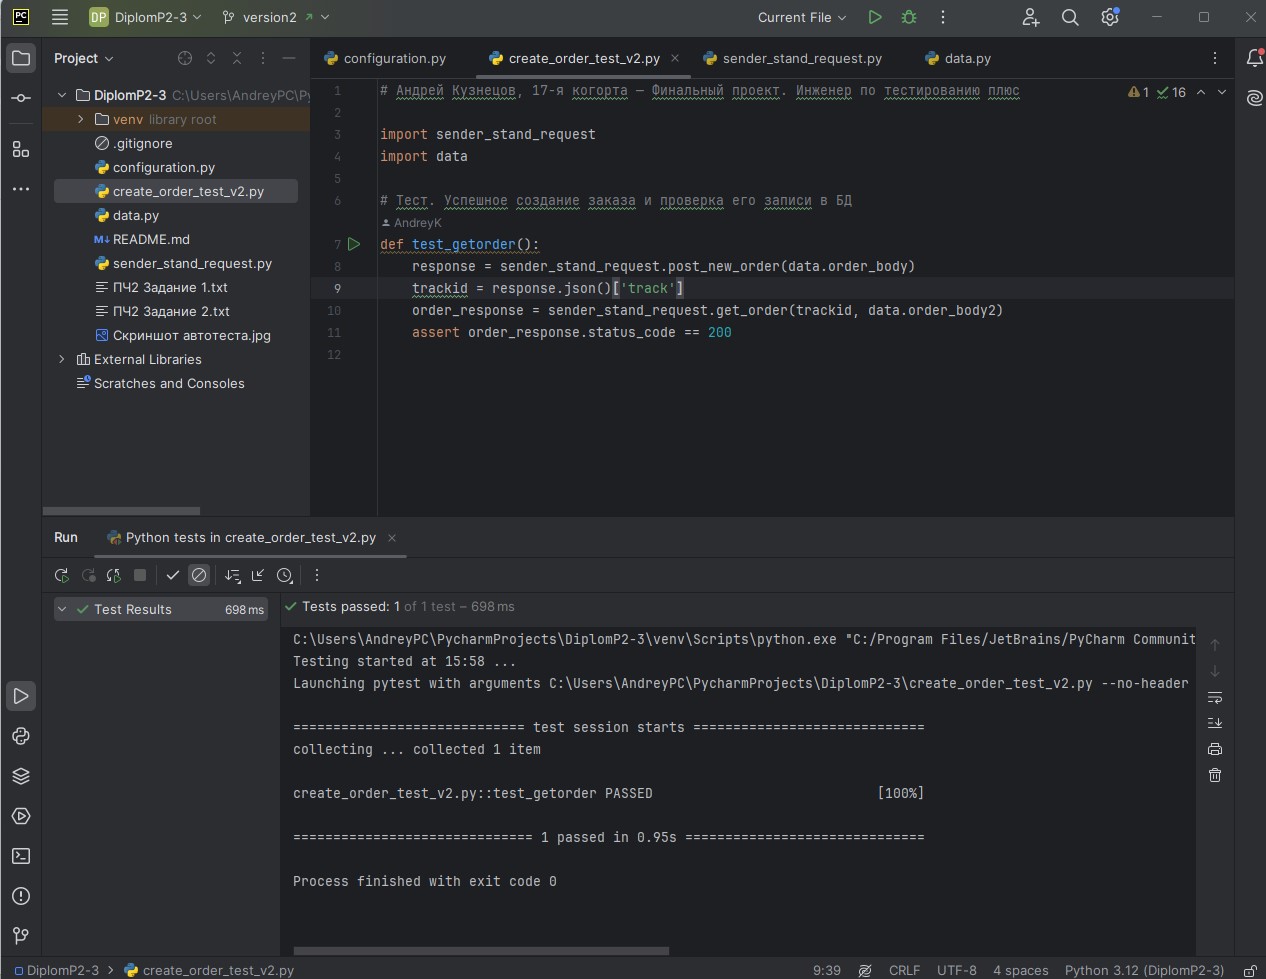 PC
DP DiplomP2-3
version2
Current File
Project
configuration.py
create_order_test_v2.py
sender_stand_request.py
data.py
DiplomP2-3 C:\Users\AndreyPC\Py
venv library root
.gitignore
configuration.py
create_order_test_v2.py
data.py
M↓ README.md
sender_stand_request.py
ПЧ2 Задание 1.txt
ПЧ2 Задание 2.txt
Скриншот автотеста.jpg
External Libraries
Scratches and Consoles
1 # Андрей Кузнецов, 17-я когорта — Финальный проект. Инженер по тестированию плюс
1 16
2
3 import sender_stand_request
4 import data
5
6 # Тест. Успешное создание заказа и проверка его записи в БД
AndreyK
7 def test_getorder():
8 response = sender_stand_request.post_new_order(data.order_body)
9 trackid = response.json()['track']
10 order_response = sender_stand_request.get_order(trackid, data.order_body2)
11 assert order_response.status_code == 200
12
Run
Python tests in create_order_test_v2.py
Test Results 698 ms
Tests passed: 1 of 1 test – 698 ms
C:\Users\AndreyPC\PycharmProjects\DiplomP2-3\venv\Scripts\python.exe "C:/Program Files/JetBrains/PyCharm Communit
Testing started at 15:58 ...
Launching pytest with arguments C:\Users\AndreyPC\PycharmProjects\DiplomP2-3\create_order_test_v2.py --no-header
============================= test session starts =============================
collecting ... collected 1 item
create_order_test_v2.py::test_getorder PASSED [100%]
============================== 1 passed in 0.95s ==============================
Process finished with exit code 0
DiplomP2-3
create_order_test_v2.py
9:39
CRLF
UTF-8
4 spaces
Python 3.12 (DiplomP2-3)